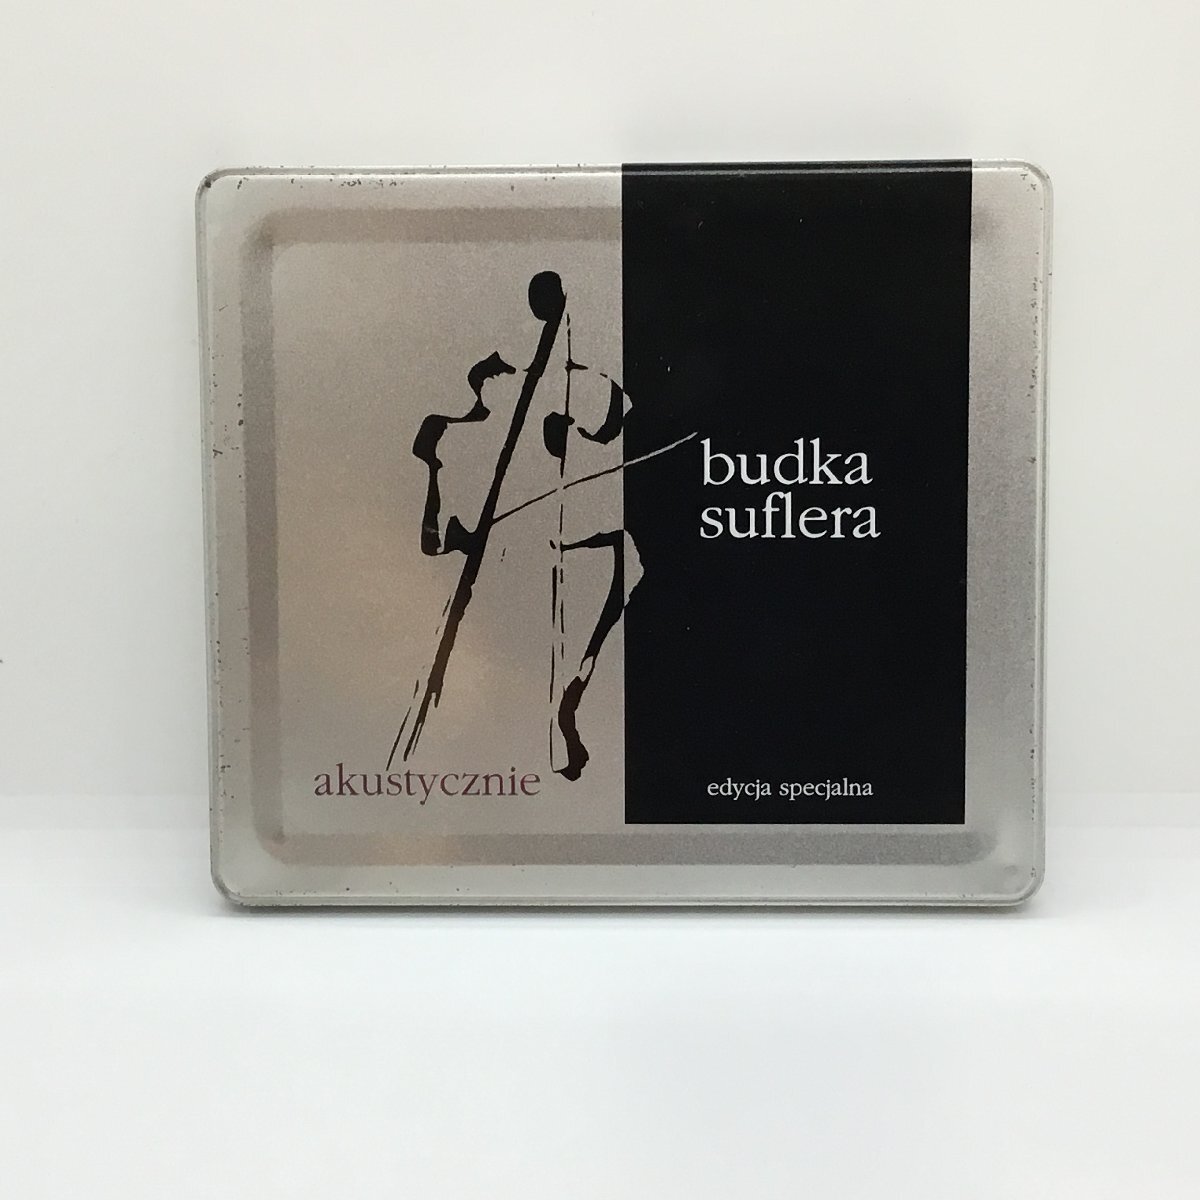 budka
suflera
akustycznie
edycja specjalna